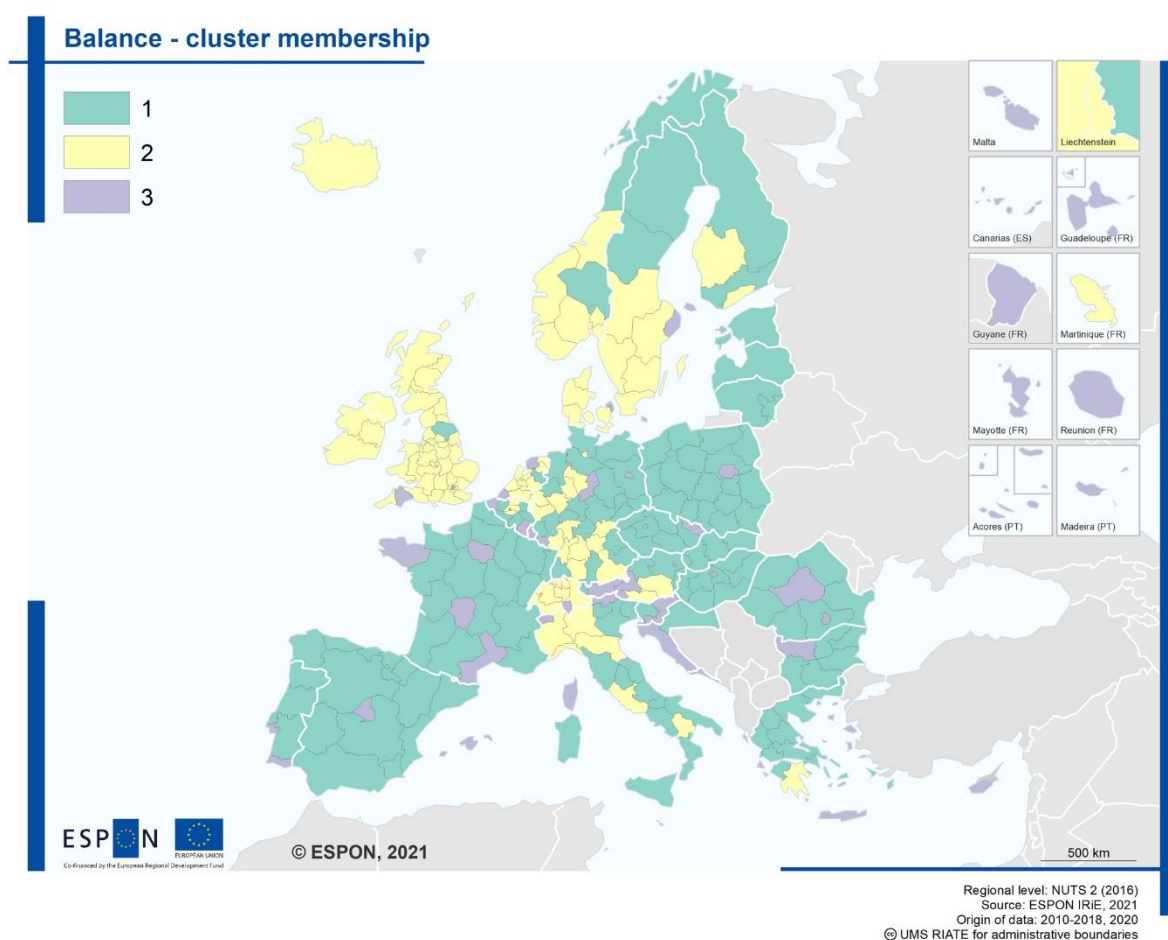 Balance - cluster membership
1
2
3
Malta
Liechtenstein
Canarias (ES)
Guadeloupe (FR)
Guyane (FR)
Martinique (FR)
Mayotte (FR)
Reunion (FR)
Acores (PT)
Madeira (PT)
ESPON
EUROPEAN UNION
Co-financed by the European Regional Development Fund
© ESPON, 2021
500 km
Regional level: NUTS 2 (2016)
Source: ESPON IRiE, 2021
Origin of data: 2010-2018, 2020
🅭 UMS RIATE for administrative boundaries